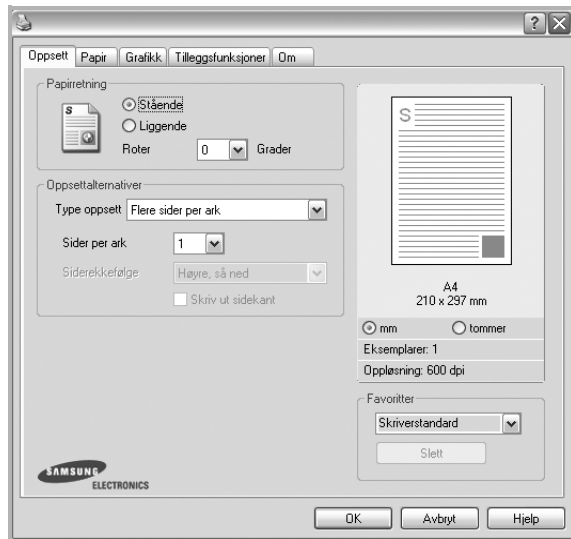 Oppsett Papir Grafikk Tilleggsfunksjoner Om
Papirretning
S
Stående
Liggende
Roter 0 Grader
Oppsettalternativer
Type oppsett Flere sider per ark
Sider per ark 1
Siderekkefølge Høyre, så ned
Skriv ut sidekant
S
A4
210 x 297 mm
mm tommer
Eksemplarer: 1
Oppløsning: 600 dpi
Favoritter
Skriverstandard
Slett
SAMSUNG
ELECTRONICS
OK Avbryt Hjelp